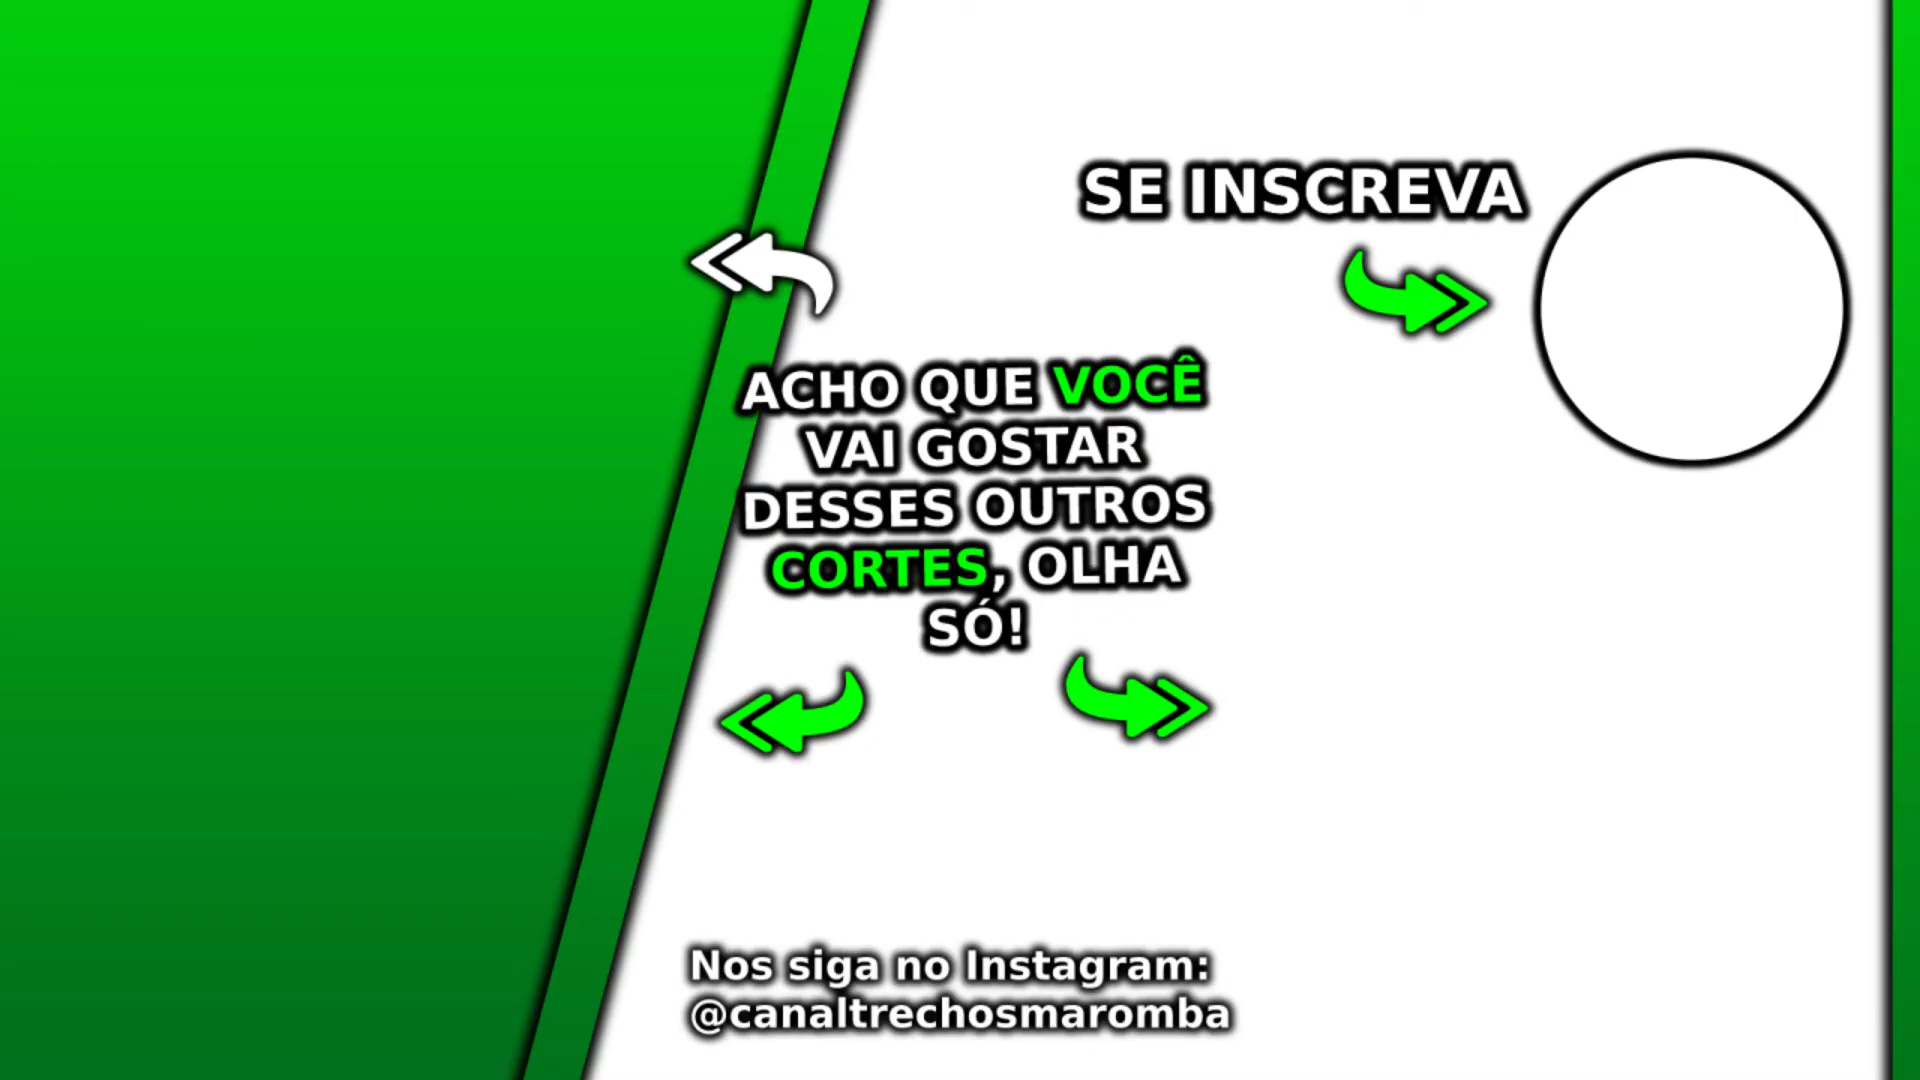 SE INSCREVA
ACHO QUE VOCÊ
VAI GOSTAR
DESSES OUTROS
CORTES, OLHA
SÓ!
Nos siga no Instagram:
@canaltrechosmaromba